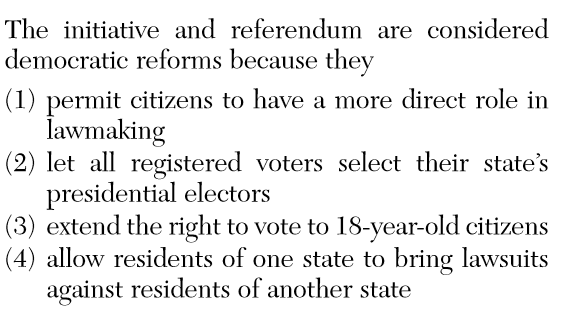 The initiative and referendum are considered
democratic reforms because they
(1) permit citizens to have a more direct role in
lawmaking
(2) let all registered voters select their state’s
presidential electors
(3) extend the right to vote to 18-year-old citizens
(4) allow residents of one state to bring lawsuits
against residents of another state